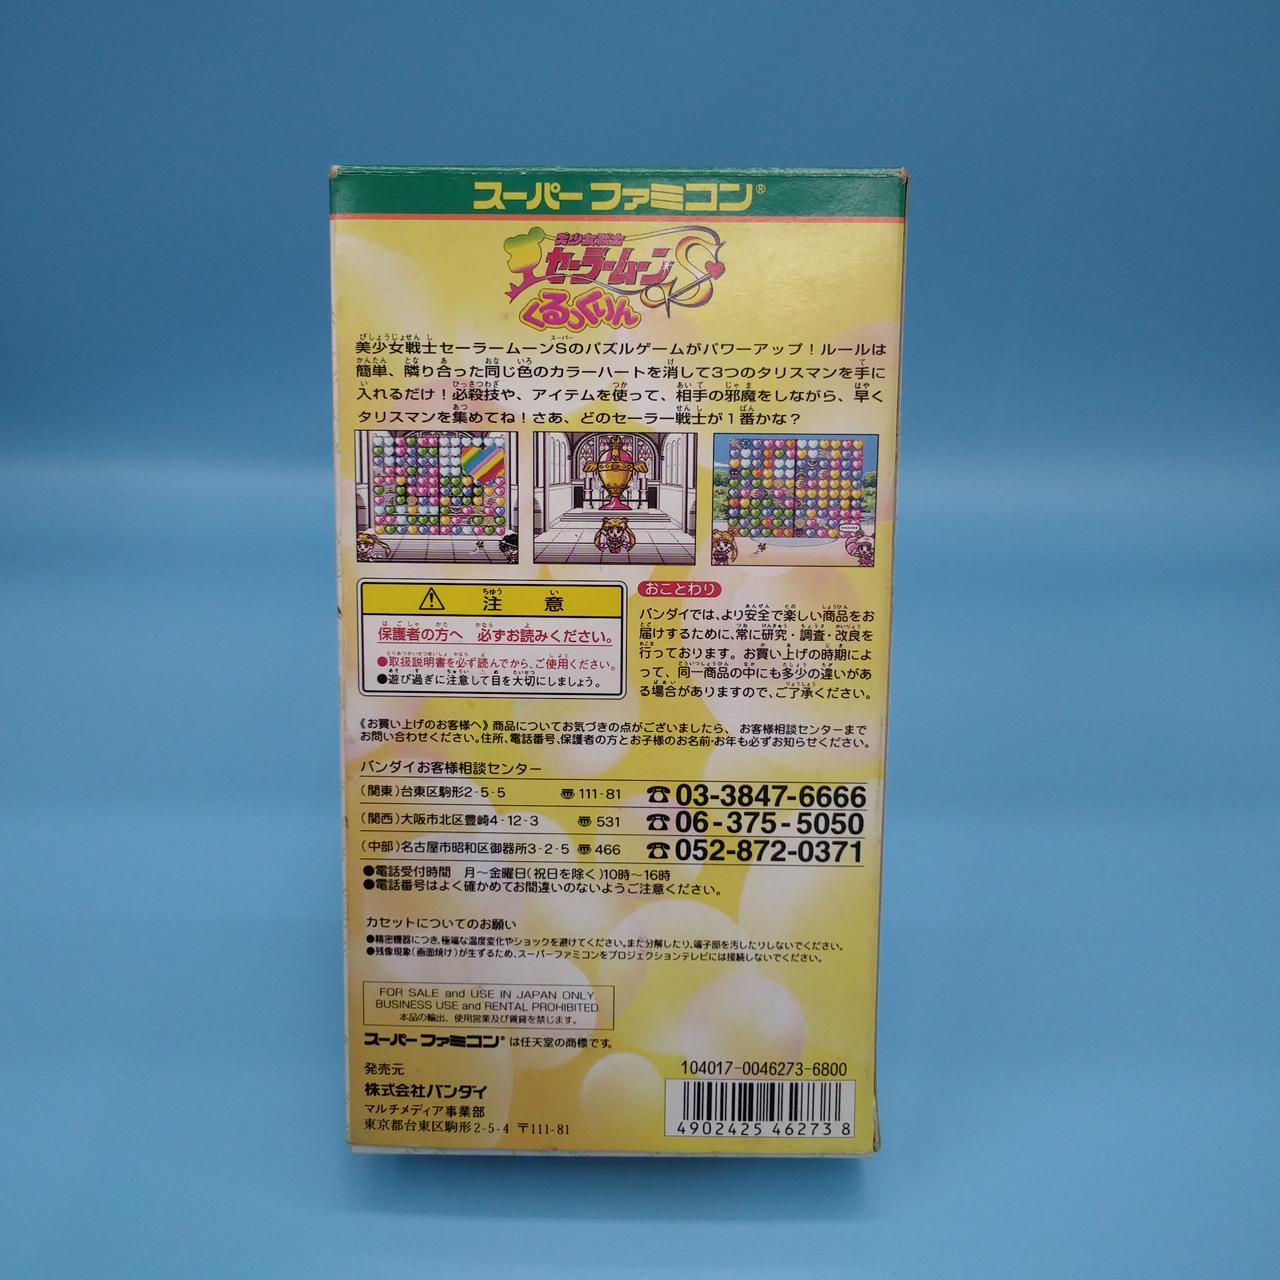 スーパーファミコン®
美少女戦士
セーラームーンS
くるっくりん
美少女戦士セーラームーンSのパズルゲームがパワーアップ！ルールは
簡単、隣り合った同じ色のカラーハートを消して3つのタリスマンを手に
入れるだけ！必殺技や、アイテムを使って、相手の邪魔をしながら、早く
タリスマンを集めてね！さあ、どのセーラー戦士が1番かな？
注意
保護者の方へ 必ずお読みください。
●取扱説明書を必ず読んでから、ご使用ください。
●遊び過ぎに注意して目を大切にしましょう。
おことわり
バンダイでは、より安全で楽しい商品をお
届けするために、常に研究・調査・改良を
行っております。お買い上げの時期によ
って、同一商品の中にも多少の違いがあ
る場合がありますので、ご了承ください。
《お買い上げのお客様へ》商品についてお気づきの点がございましたら、お客様相談センターまで
お問い合わせください。住所、電話番号、保護者の方とお子様のお名前・お年も必ずお知らせください。
バンダイお客様相談センター
（関東）台東区駒形2-5-5 〠 111-81 ☎03-3847-6666
（関西）大阪市北区豊崎4-12-3 〠 531 ☎06-375-5050
（中部）名古屋市昭和区御器所3-2-5 〠 466 ☎052-872-0371
●電話受付時間 月〜金曜日（祝日を除く）10時〜16時
●電話番号はよく確かめてお間違いのないようご注意ください。
カセットについてのお願い
●精密機器につき、極端な温度変化やショックを避けてください。また分解したり、端子部を汚したりしないでください。
●残像現象（画面焼け）が生ずるため、スーパーファミコンをプロジェクションテレビには接続しないでください。
FOR SALE and USE IN JAPAN ONLY.
BUSINESS USE and RENTAL PROHIBITED.
本品の輸出、使用営業及び賃貸を禁じます。
スーパーファミコン®は任天堂の商標です。
発売元
株式会社バンダイ
マルチメディア事業部
東京都台東区駒形2-5-4 〒111-81
104017-0046273-6800
4902425 462738